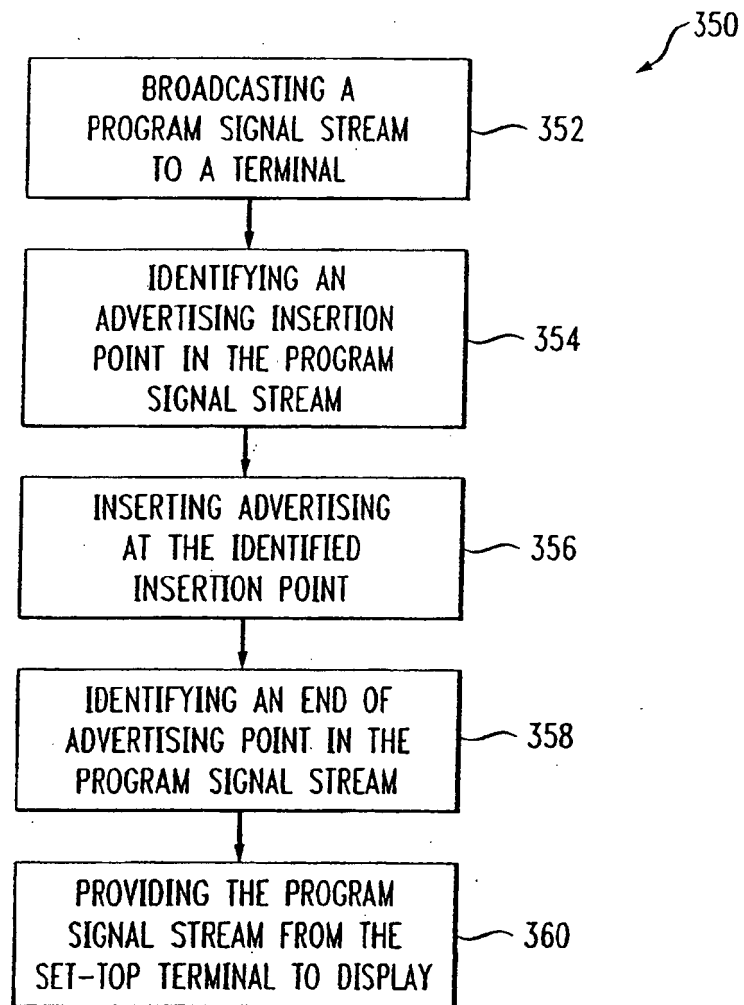 350
BROADCASTING A
PROGRAM SIGNAL STREAM
TO A TERMINAL
352
IDENTIFYING AN
ADVERTISING INSERTION
POINT IN THE PROGRAM
SIGNAL STREAM
354
INSERTING ADVERTISING
AT THE IDENTIFIED
INSERTION POINT
356
IDENTIFYING AN END OF
ADVERTISING POINT IN THE
PROGRAM SIGNAL STREAM
358
PROVIDING THE PROGRAM
SIGNAL STREAM FROM THE
SET-TOP TERMINAL TO DISPLAY
360